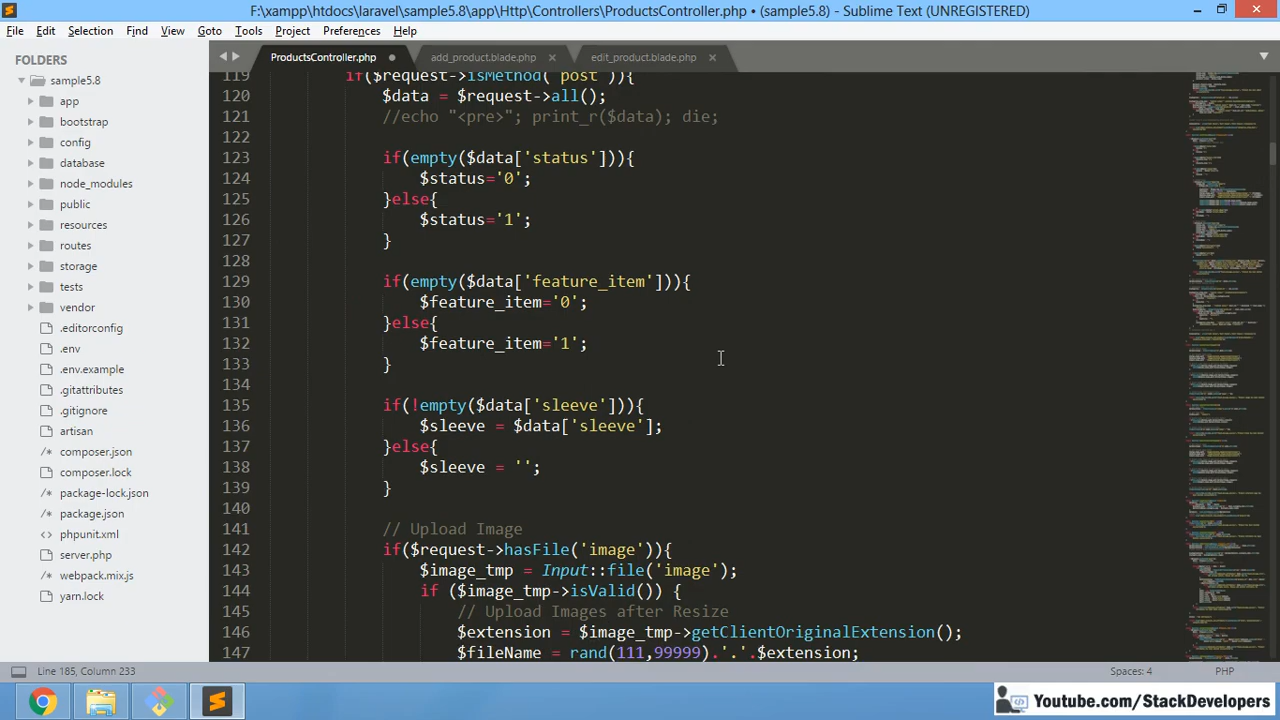 F:\xampp\htdocs\laravel\sample5.8\app\Http\Controllers\ProductsController.php • (sample5.8) - Sublime Text (UNREGISTERED)
File Edit Selection Find View Goto Tools Project Preferences Help
FOLDERS
sample5.8
app
bootstrap
config
database
node_modules
public
resources
routes
storage
tests
vendor
.editorconfig
.env
.env.example
.gitattributes
.gitignore
artisan
composer.json
composer.lock
package-lock.json
package.json
phpunit.xml
server.php
webpack.mix.js
yarn.lock
ProductsController.php add_product.blade.php edit_product.blade.php
119 if($request->isMethod('post')){
120 $data = $request->all();
121 //echo "<pre>"; print_r($data); die;
122
123 if(empty($data['status'])){
124 $status='0';
125 }else{
126 $status='1';
127 }
128
129 if(empty($data['feature_item'])){
130 $feature_item='0';
131 }else{
132 $feature_item='1';
133 }
134
135 if(!empty($data['sleeve'])){
136 $sleeve = $data['sleeve'];
137 }else{
138 $sleeve = '';
139 }
140
141 // Upload Image
142 if($request->hasFile('image')){
143 $image_tmp = Input::file('image');
144 if ($image_tmp->isValid()) {
145 // Upload Images after Resize
146 $extension = $image_tmp->getClientOriginalExtension();
147 $filename = rand(111,99999).'.'.$extension;
Line 185, Column 233
Spaces: 4
PHP
Youtube.com/StackDevelopers